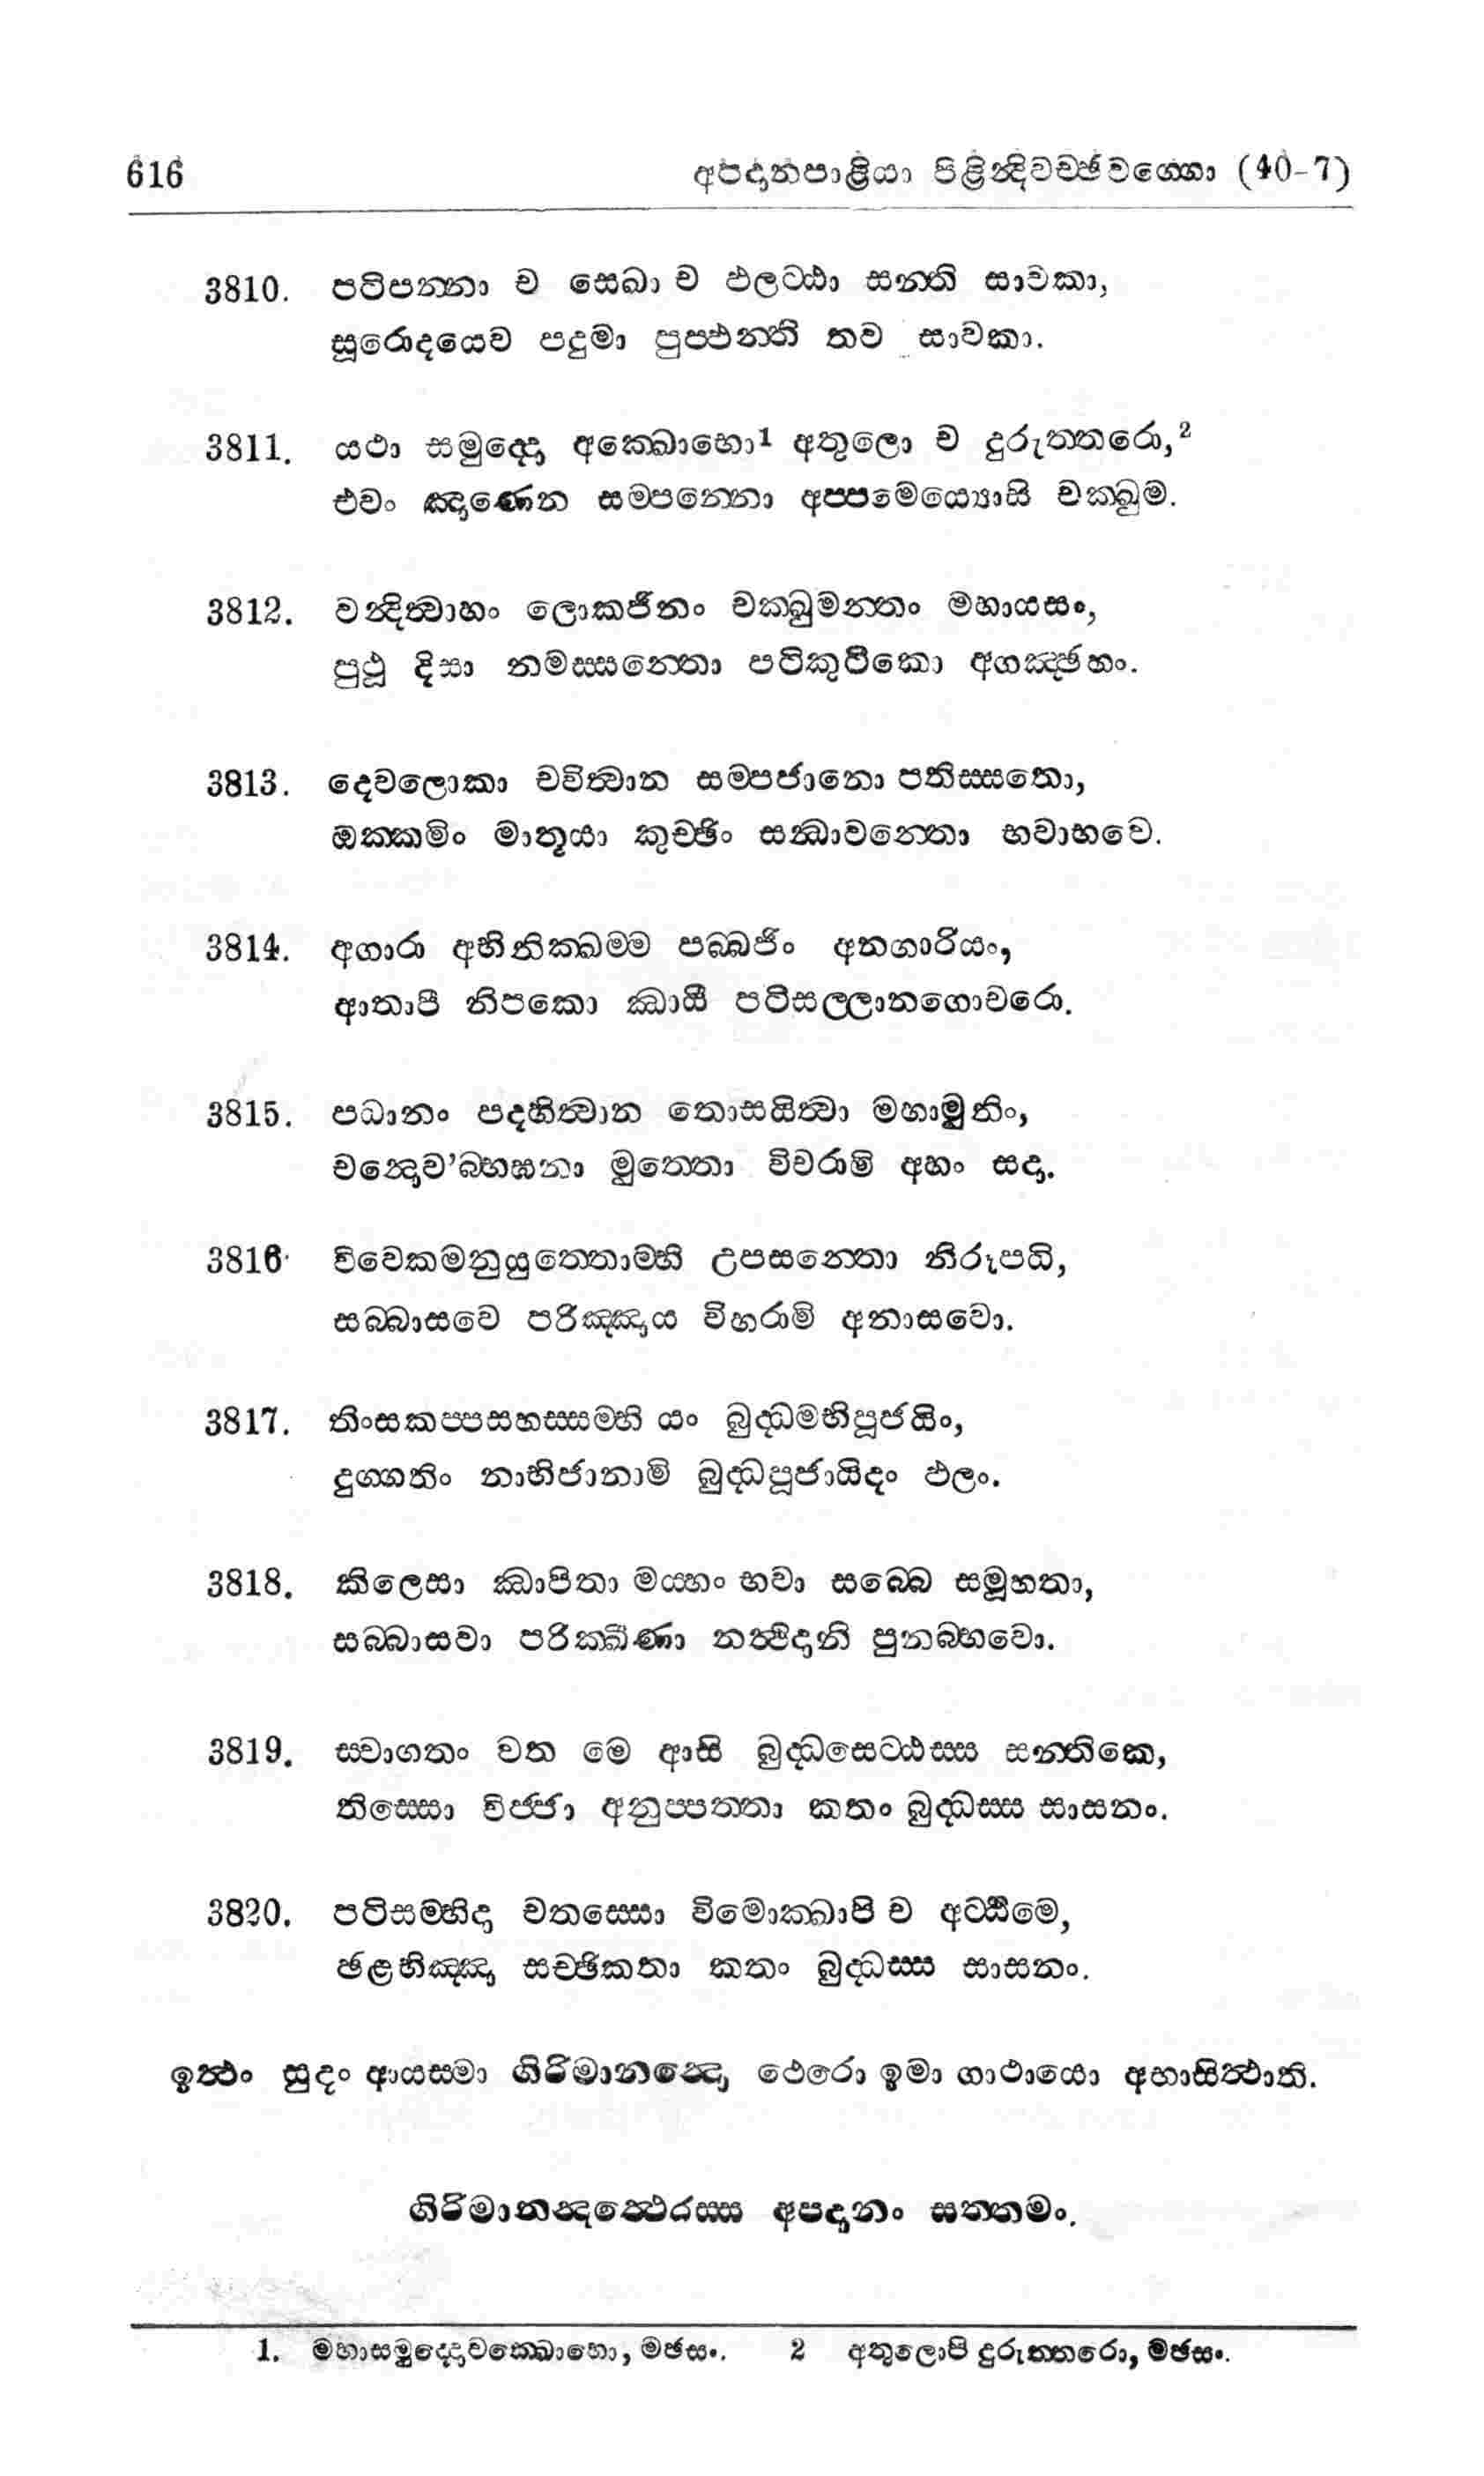 616 අපදානපාළියා පිළින්දිවච්ඡවග්ගො (40-7)
3810. පටිපන්නා ච සෙඛා ච ඵලට්ඨා සන්ති සාවකා,
සූරොදයෙව පදුමා පුප්ඵන්ති තව සාවකා.
3811. යථා සමුද්දො අක්ඛොභො1 අතුලො ච දුරුත්තරො,2
එවං ඤාණෙන සම්පන්නො අප්පමෙය්‍යොසි චක්ඛුම.
3812. වන්දිත්වාහං ලොකජිනං චක්ඛුමන්තං මහායසං,
පුථූ දිසා නමස්සන්තො පටිකුටිකො අගඤ්ඡහං.
3813. දෙවලොකා චවිත්වාන සම්පජානො පතිස්සතො,
ඔක්කමිං මාතුයා කුච්ඡිං සන්ධාවන්තො භවාභවෙ.
3814. අගාරා අභිනික්ඛම්ම පබ්බජිං අනගාරියං,
ආතාපී නිපකො ඣායී පටිසල්ලානගොචරො.
3815. පධානං පදහිත්වාන තොසයිත්වා මහාමුනිං,
චන්දොව’බ්භඝනා මුත්තො විචරාමි අහං සදා.
3816· විවෙකමනුයුත්තොම්හි උපසන්තො නිරූපධි,
සබ්බාසවෙ පරිඤ්ඤාය විහරාමි අනාසවො.
3817. තිංසකප්පසහස්සම්හි යං බුද්ධමභිපූජයිං,
දුග්ගතිං නාභිජානාමි බුද්ධපූජායිදං ඵලං.
3818. කිලෙසා ඣාපිතා මය්හං භවා සබ්බෙ සමූහතා,
සබ්බාසවා පරික්ඛීණා නත්ථිදානි පුනබ්භවො.
3819. ස්වාගතං වත මෙ ආසි බුද්ධසෙට්ඨස්ස සන්තිකෙ,
තිස්සො විජ්ජා අනුප්පත්තා කතං බුද්ධස්ස සාසනං.
3820. පටිසම්භිදා චතස්සො විමොක්ඛාපි ච අට්ඨිමෙ,
ඡළභිඤ්ඤා සච්ඡිකතා කතං බුද්ධස්ස සාසනං.
ඉත්ථං සුදං ආයස්මා ගිරිමානන්දො ථෙරො ඉමා ගාථායො අභාසිත්ථාති.
ගිරිමානන්දත්ථෙරස්ස අපදානං සත්තමං.
1. මහාසමුද්දොවක්ඛොභො, මඡසං. 2 අතුලොපි දුරුත්තරො, මඡසං.